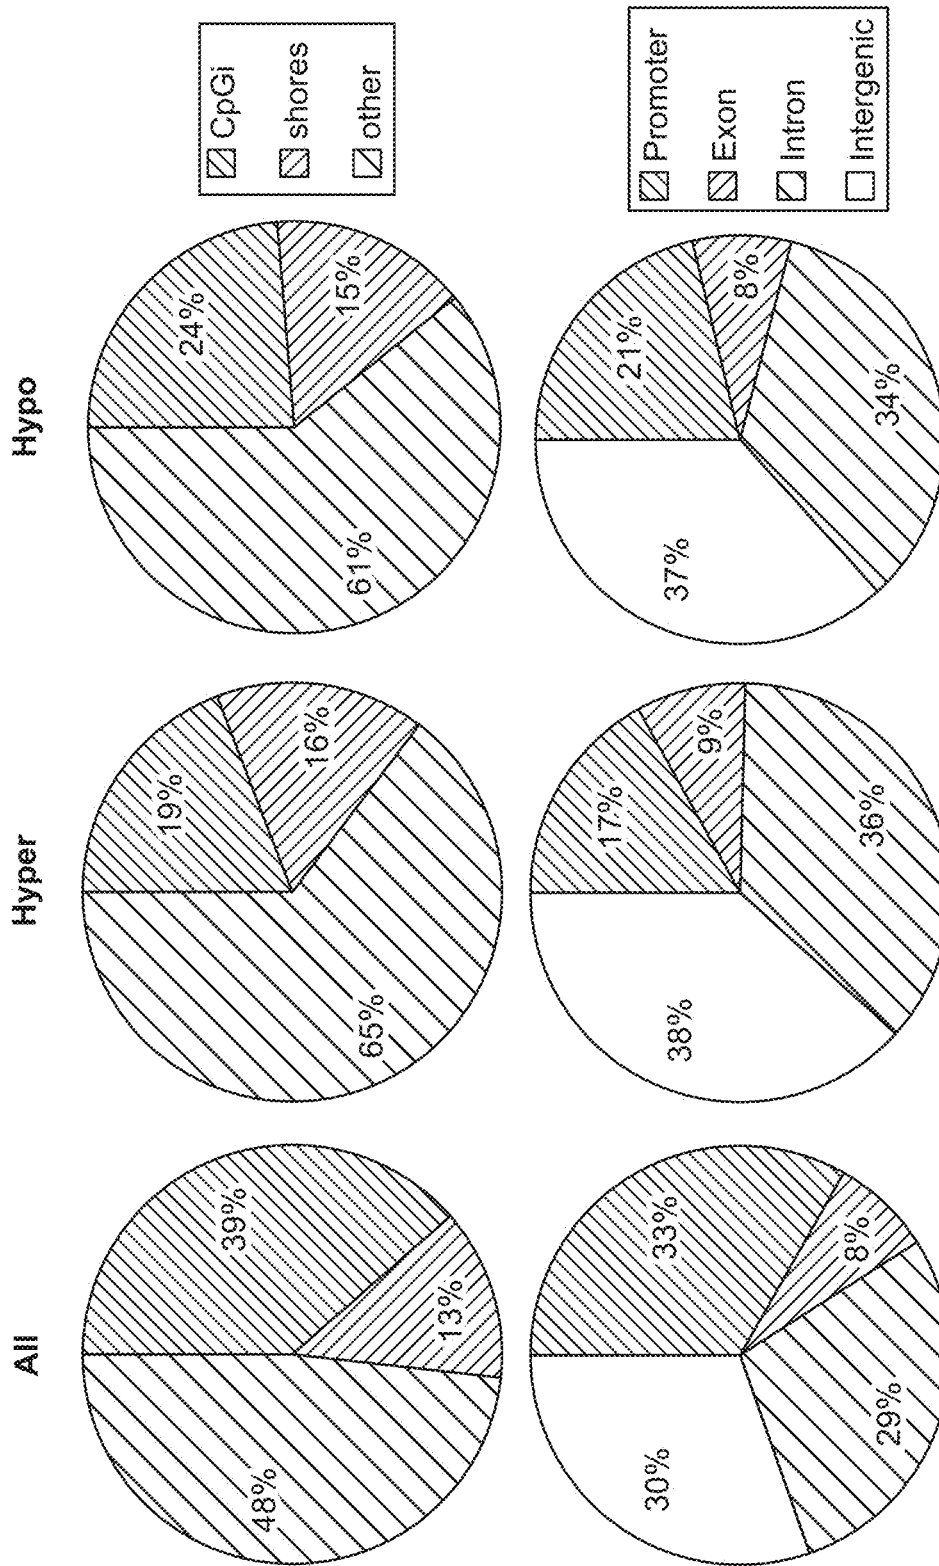 All
Hyper
Hypo
39%
13%
48%
19%
16%
65%
24%
15%
61%
CpGi
shores
other
33%
8%
29%
30%
17%
9%
36%
38%
21%
8%
34%
37%
Promoter
Exon
Intron
Intergenic